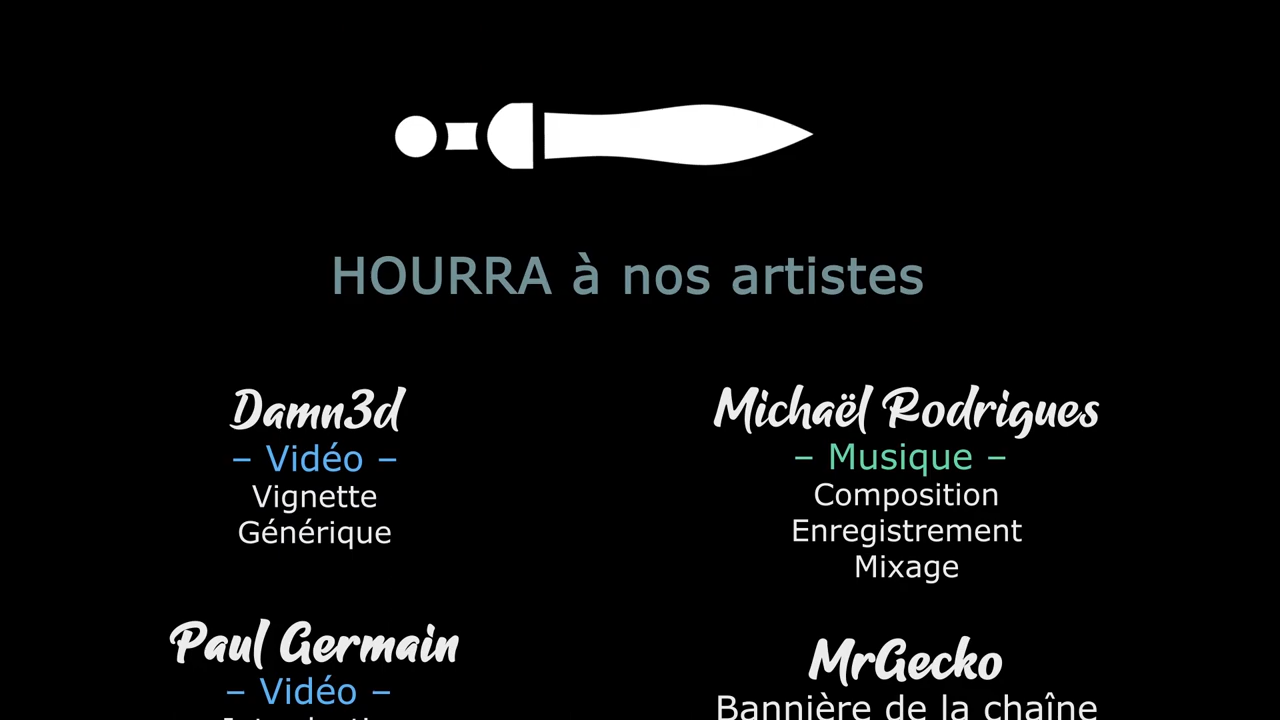 HOURRA à nos artistes
Damn3d
– Vidéo –
Vignette
Générique
Michaël Rodrigues
– Musique –
Composition
Enregistrement
Mixage
Paul Germain
– Vidéo –
MrGecko
Bannière de la chaîne